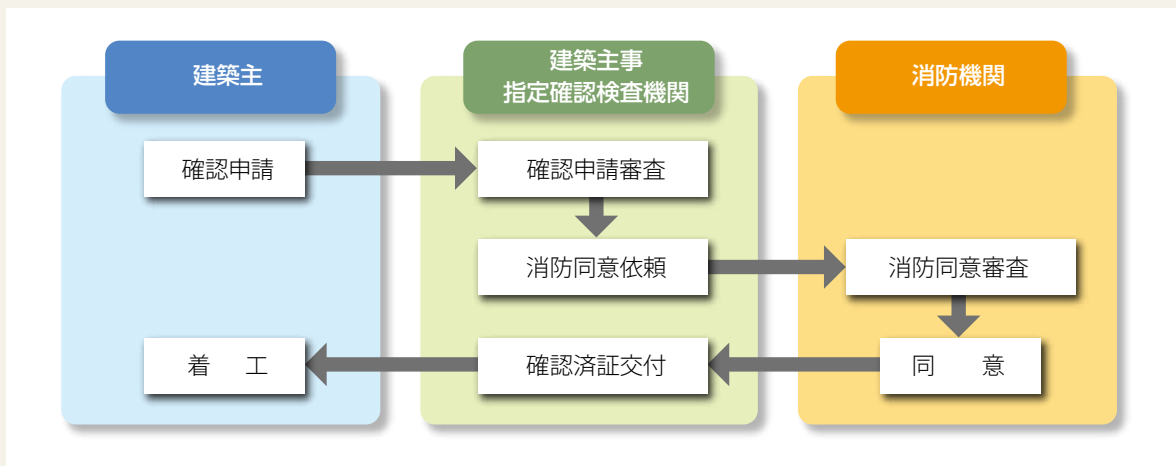 建築主
建築主事
指定確認検査機関
消防機関
確認申請
確認申請審査
消防同意依頼
消防同意審査
着　工
確認済証交付
同　意